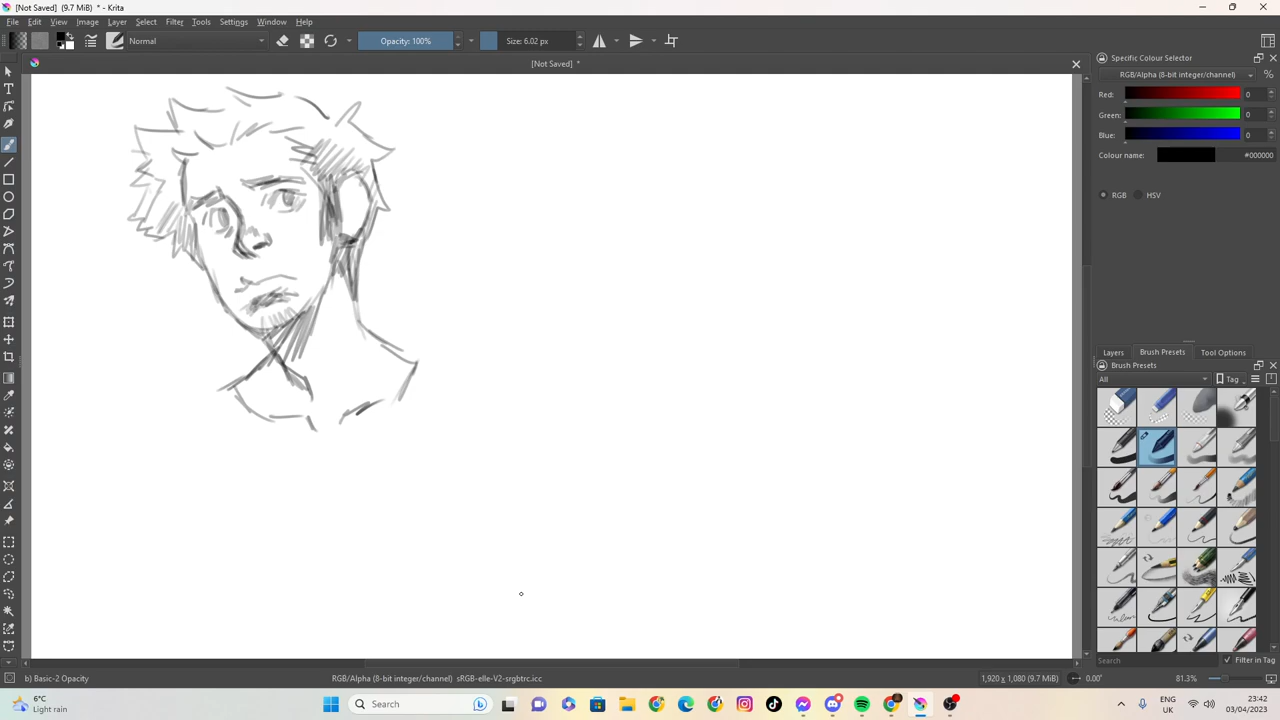 [Not Saved] (9.7 MiB) * - Krita
File Edit View Image Layer Select Filter Tools Settings Window Help
Normal Opacity: 100% Size: 6.02 px
[Not Saved] *
Specific Colour Selector
RGB/Alpha (8-bit integer/channel) %
Red: 0
Green: 0
Blue: 0
Colour name: #000000
RGB HSV
Layers Brush Presets Tool Options
Brush Presets
All Tag
Search Filter in Tag
b) Basic-2 Opacity RGB/Alpha (8-bit integer/channel) sRGB-elle-V2-srgbtrc.icc 1,920 x 1,080 (9.7 MiB) 0.00° 81.3%
6°C
Light rain
Search
ENG
UK
23:42
03/04/2023